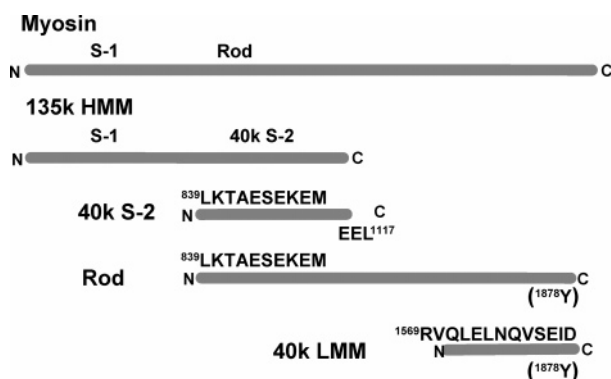 Myosin
S-1 Rod
N C
135k HMM
S-1 40k S-2
N C
⁸³⁹LKTAESEKEM
40k S-2 N C
EEL¹¹¹⁷
⁸³⁹LKTAESEKEM
Rod N C
(¹⁸⁷⁸Y)
¹⁵⁶⁹RVQLELNQVSEID
40k LMM N C
(¹⁸⁷⁸Y)